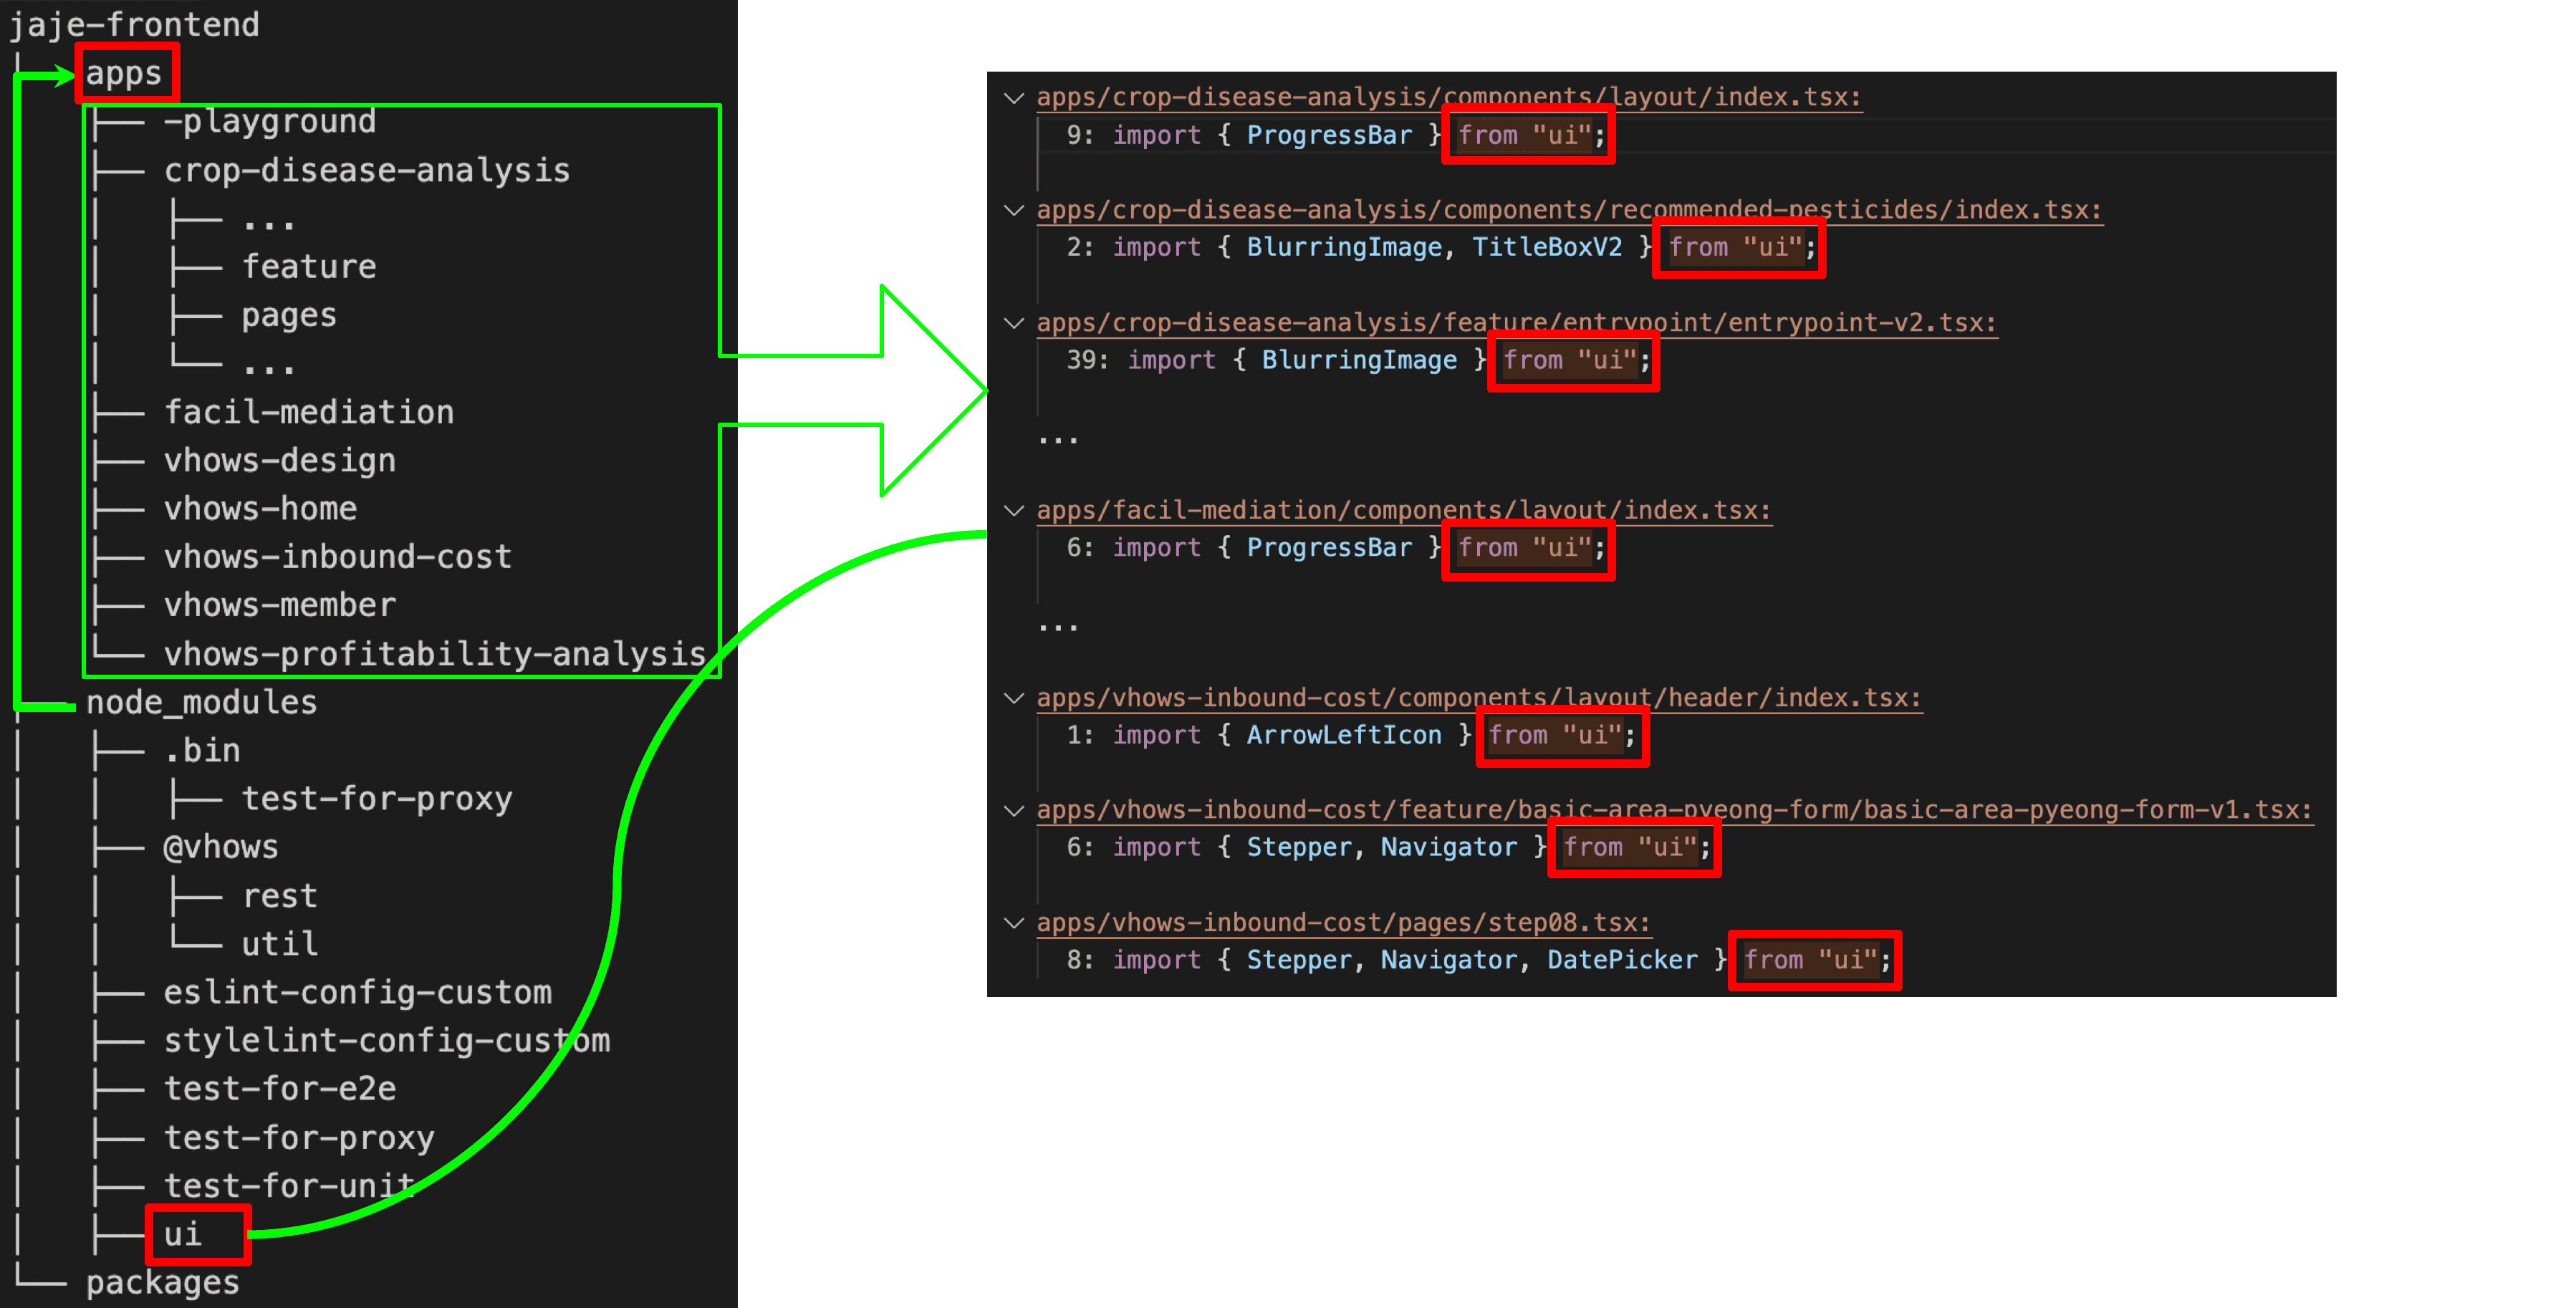 jaje-frontend
apps
~playground
crop-disease-analysis
...
feature
pages
...
facil-mediation
vhows-design
vhows-home
vhows-inbound-cost
vhows-member
vhows-profitability-analysis
node_modules
.bin
test-for-proxy
@vhows
rest
util
eslint-config-custom
stylelint-config-custom
test-for-e2e
test-for-proxy
test-for-unit
ui
packages
apps/crop-disease-analysis/components/layout/index.tsx:
9: import { ProgressBar } from "ui";
apps/crop-disease-analysis/components/recommended-pesticides/index.tsx:
2: import { BlurringImage, TitleBoxV2 } from "ui";
apps/crop-disease-analysis/feature/entrypoint/entrypoint-v2.tsx:
39: import { BlurringImage } from "ui";
...
apps/facil-mediation/components/layout/index.tsx:
6: import { ProgressBar } from "ui";
...
apps/vhows-inbound-cost/components/layout/header/index.tsx:
1: import { ArrowLeftIcon } from "ui";
apps/vhows-inbound-cost/feature/basic-area-pyeong-form/basic-area-pyeong-form-v1.tsx:
6: import { Stepper, Navigator } from "ui";
apps/vhows-inbound-cost/pages/step08.tsx:
8: import { Stepper, Navigator, DatePicker } from "ui";